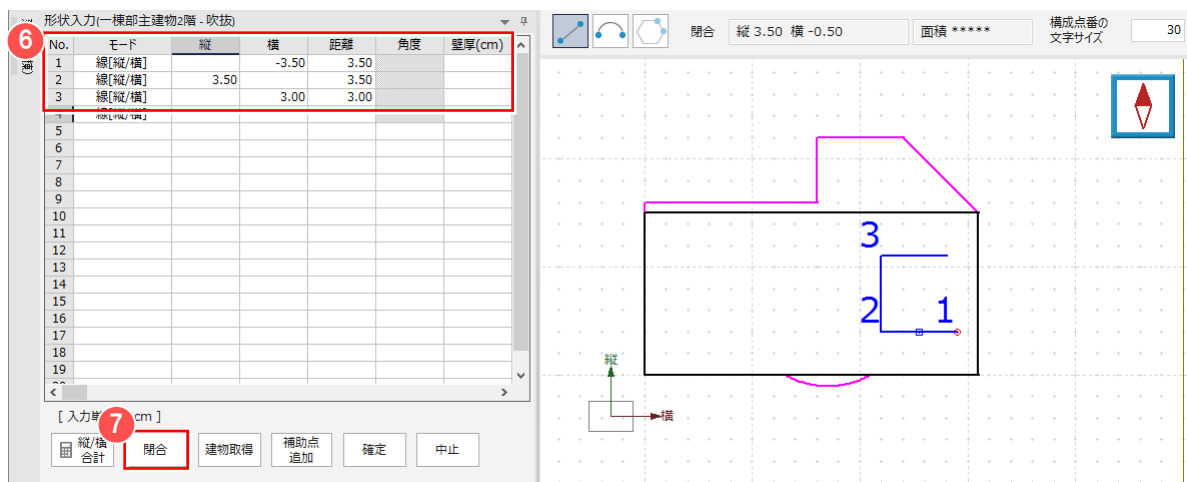 形状入力(一棟部主建物2階 - 吹抜)
6
No. モード 縦 横 距離 角度 壁厚(cm)
1 線[縦/横] -3.50 3.50
2 線[縦/横] 3.50 3.50
3 線[縦/横] 3.00 3.00
4 線[縦/横]
5
6
7
8
9
10
11
12
13
14
15
16
17
18
19
20
[ 入力単 cm ]
7
縦/横
合計
閉合
建物取得
補助点
追加
確定
中止
閉合 縦 3.50 横 -0.50
面積 *****
構成点番の
文字サイズ
30
3
2 1
縦
横